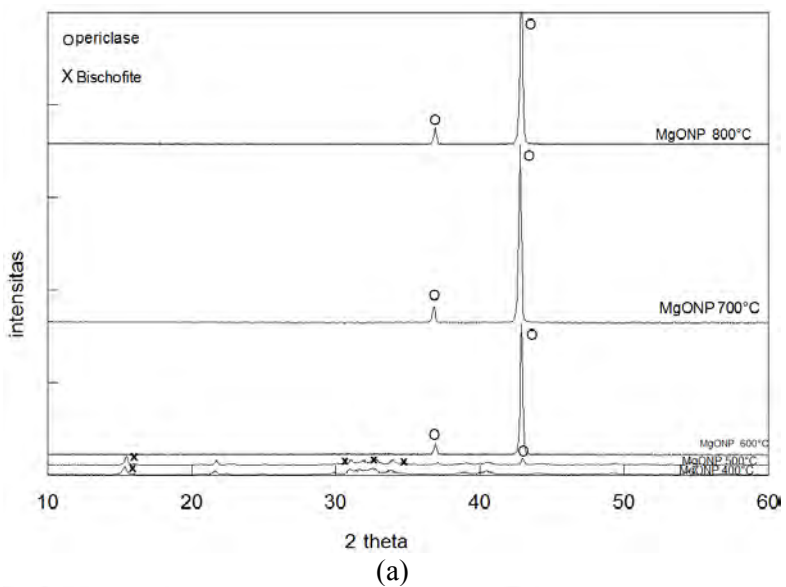 O periclase
X Bischofite
MgONP 800°C
MgONP 700°C
MgONP 600°C
MgONP 500°C
MgONP 400°C
intensitas
10 20 30 40 50 60
2 theta
(a)